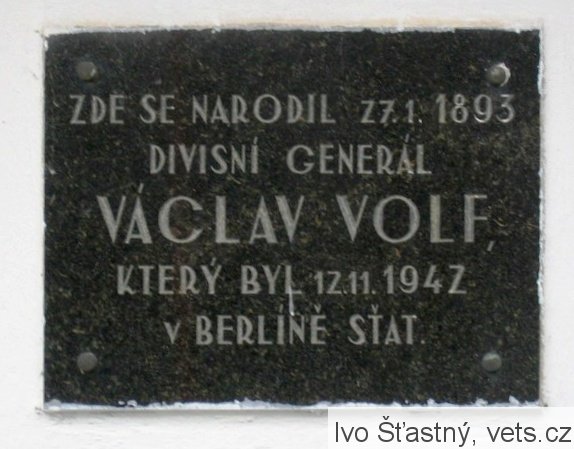 ZDE SE NARODIL 27.1. 1893
DIVISNÍ GENERÁL
VÁCLAV VOLF,
KTERÝ BYL 12.11.1942
V BERLÍNĚ SŤAT.
Ivo Šťastný, vets.cz